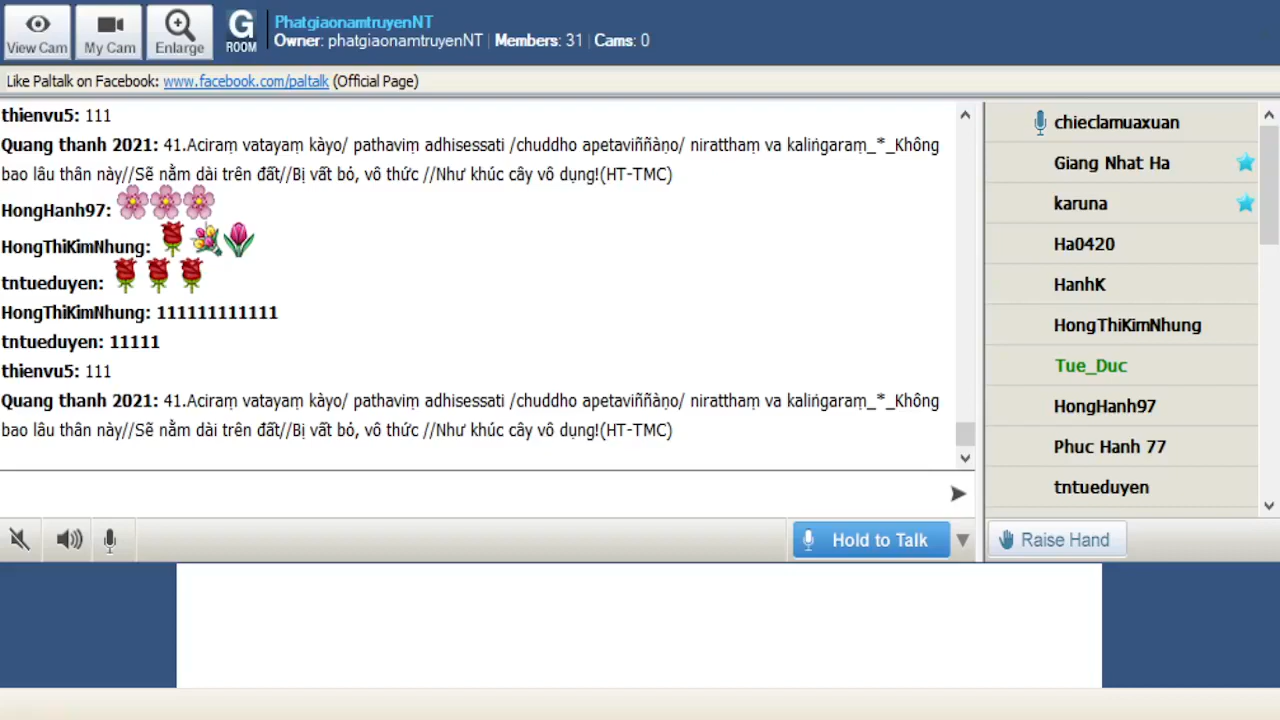 View Cam
My Cam
Enlarge
G
ROOM
PhatgiaonamtruyenNT
Owner: phatgiaonamtruyenNT | Members: 31 | Cams: 0
Like Paltalk on Facebook: www.facebook.com/paltalk (Official Page)
thienvu5: 111
Quang thanh 2021: 41.Aciraṃ vatayaṃ kàyo/ pathaviṃ adhisessati /chuddho apetaviññàṇo/ niratthaṃ va kaliṅgaraṃ_*_Không
bao lâu thân này//Sẽ nằm dài trên đất//Bị vất bỏ, vô thức //Như khúc cây vô dụng!(HT-TMC)
HongHanh97:
HongThiKimNhung:
tntueduyen:
HongThiKimNhung: 111111111111
tntueduyen: 11111
thienvu5: 111
Quang thanh 2021: 41.Aciraṃ vatayaṃ kàyo/ pathaviṃ adhisessati /chuddho apetaviññàṇo/ niratthaṃ va kaliṅgaraṃ_*_Không
bao lâu thân này//Sẽ nằm dài trên đất//Bị vất bỏ, vô thức //Như khúc cây vô dụng!(HT-TMC)
Hold to Talk
chieclamuaxuan
Giang Nhat Ha
karuna
Ha0420
HanhK
HongThiKimNhung
Tue_Duc
HongHanh97
Phuc Hanh 77
tntueduyen
Raise Hand